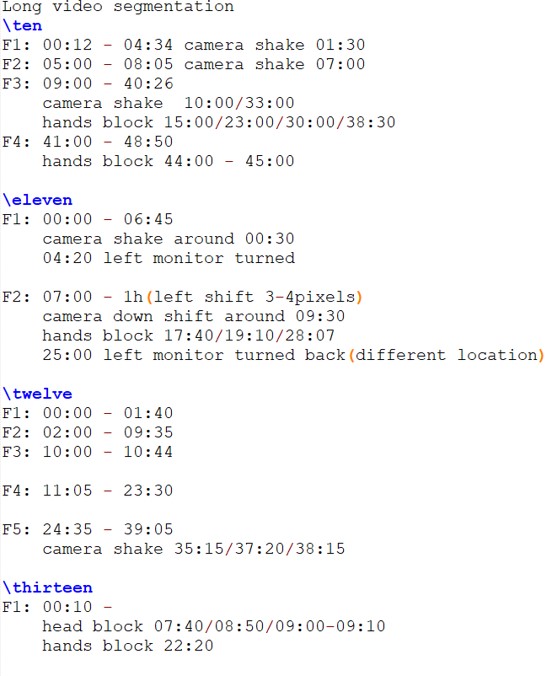 Long video segmentation
\ten
F1: 00:12 - 04:34 camera shake 01:30
F2: 05:00 - 08:05 camera shake 07:00
F3: 09:00 - 40:26
camera shake  10:00/33:00
hands block 15:00/23:00/30:00/38:30
F4: 41:00 - 48:50
hands block 44:00 - 45:00
\eleven
F1: 00:00 - 06:45
camera shake around 00:30
04:20 left monitor turned
F2: 07:00 - 1h(left shift 3-4pixels)
camera down shift around 09:30
hands block 17:40/19:10/28:07
25:00 left monitor turned back(different location)
\twelve
F1: 00:00 - 01:40
F2: 02:00 - 09:35
F3: 10:00 - 10:44
F4: 11:05 - 23:30
F5: 24:35 - 39:05
camera shake 35:15/37:20/38:15
\thirteen
F1: 00:10 -
head block 07:40/08:50/09:00-09:10
hands block 22:20